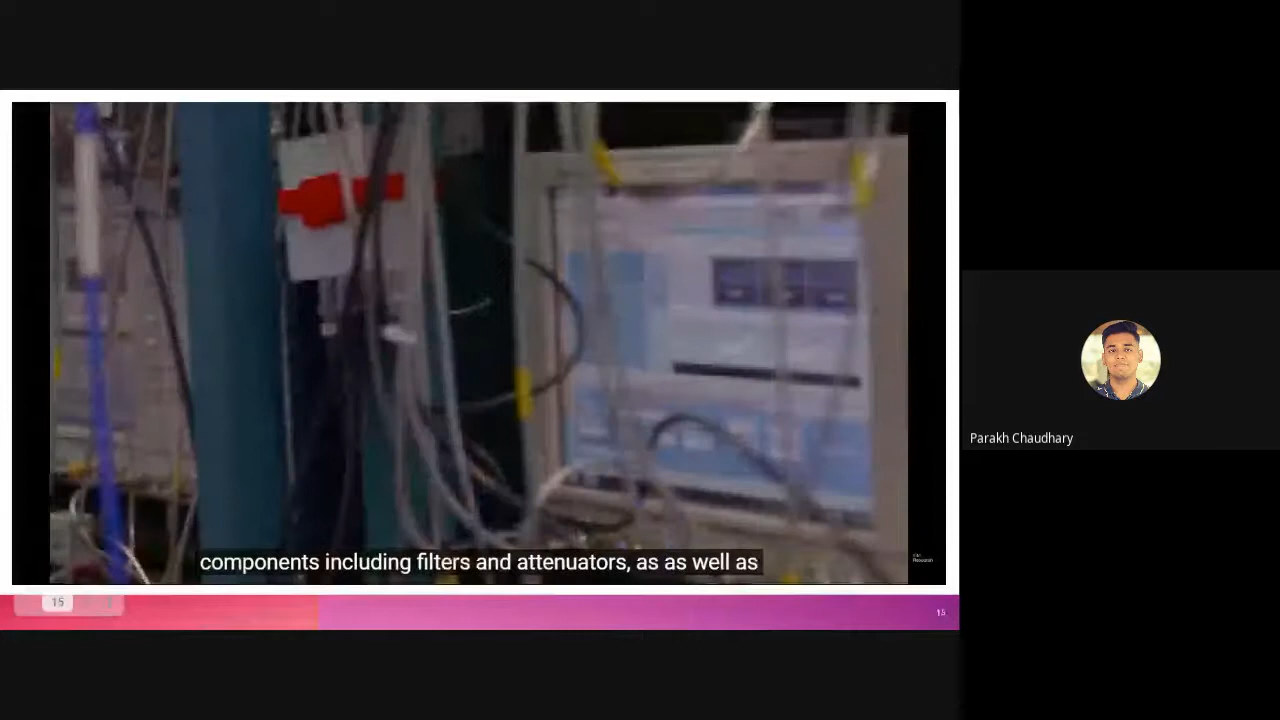 components including filters and attenuators, as as well as
15
15
Parakh Chaudhary